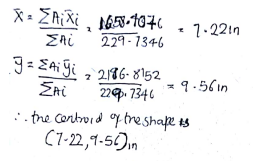 X̄ = ΣAiX̄i / ΣAi = 1658.7076 / 229.7346 = 7.22in
ȳ = ΣAiȳi / ΣAi = 2196.8152 / 229.7346 = 9.56in
∴ the centroid of the shape is
(7.22, 9.56)in